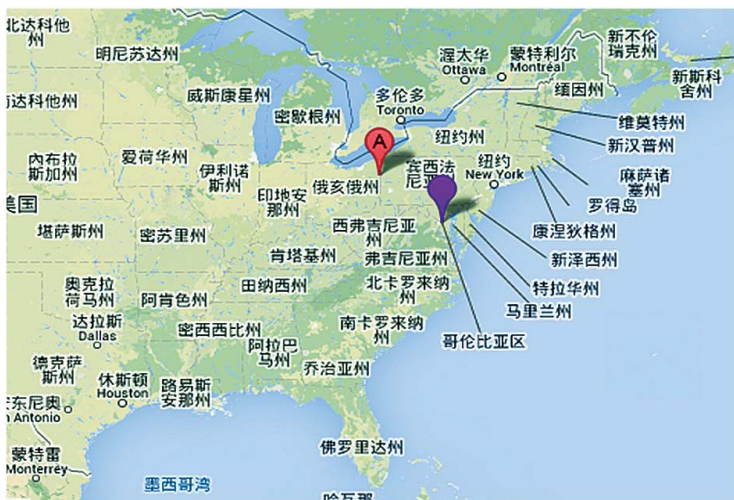 北达科他
州
明尼苏达州
渥太华
Ottawa
蒙特利尔
Montréal
新不伦
瑞克州
新斯科
舍州
缅因州
达科他州
威斯康星州
密歇根州
多伦多
Toronto
纽约州
维莫特州
新汉普州
內布拉
斯加州
爱荷华州
伊利诺
斯州
印地安
那州
俄亥俄州
宾西法
尼
纽约
New York
麻萨诸
塞州
罗得岛
美国
堪萨斯州
密苏里州
西弗吉尼亚
州
康涅狄格州
肯塔基州
弗吉尼亚州
新泽西州
奥克拉
荷马州
阿肯色州
田纳西州
北卡罗来纳
州
特拉华州
马里兰州
达拉斯
Dallas
密西西比州
阿拉巴
马州
南卡罗来纳
州
哥伦比亚区
德克萨
斯州
休斯顿
Houston
路易斯
安那州
乔治亚州
东尼奥
Antonio
佛罗里达州
蒙特雷
Monterrey
墨西哥湾
哈瓦那
A